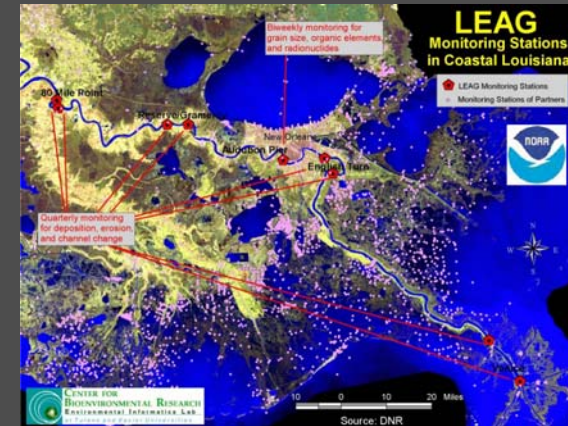 LEAG
Monitoring Stations
in Coastal Louisiana
LEAG Monitoring Stations
Monitoring Stations of Partners
NOAA
Biweekly monitoring for
grain size, organic elements,
and radionuclides
80 Mile Point
New Orleans
Audubon Pier
English Turn
Quarterly monitoring
for deposition, erosion,
and channel change
N
W
E
S
CENTER FOR
BIOENVIRONMENTAL RESEARCH
Environmental Informatics Lab
at Tulane and Xavier Universities
10 5 0 10 20 Miles
Source: DNR